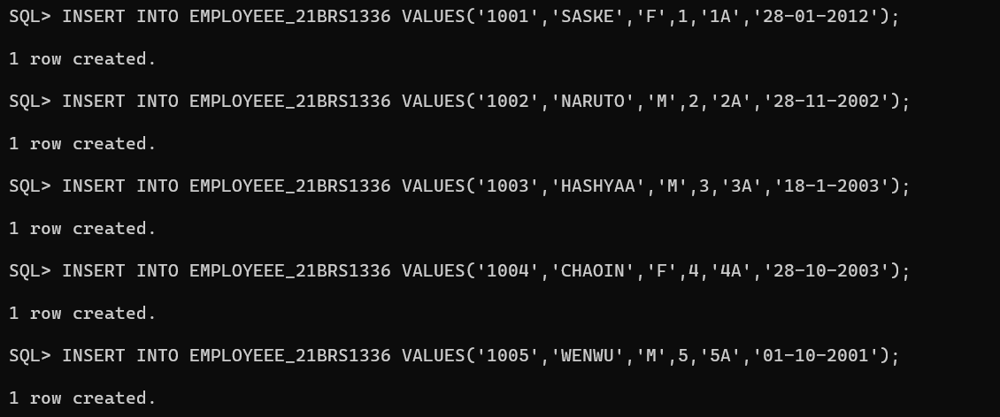 SQL> INSERT INTO EMPLOYEEE_21BRS1336 VALUES('1001','SASKE','F',1,'1A','28-01-2012');
1 row created.
SQL> INSERT INTO EMPLOYEEE_21BRS1336 VALUES('1002','NARUTO','M',2,'2A','28-11-2002');
1 row created.
SQL> INSERT INTO EMPLOYEEE_21BRS1336 VALUES('1003','HASHYAA','M',3,'3A','18-1-2003');
1 row created.
SQL> INSERT INTO EMPLOYEEE_21BRS1336 VALUES('1004','CHAOIN','F',4,'4A','28-10-2003');
1 row created.
SQL> INSERT INTO EMPLOYEEE_21BRS1336 VALUES('1005','WENWU','M',5,'5A','01-10-2001');
1 row created.